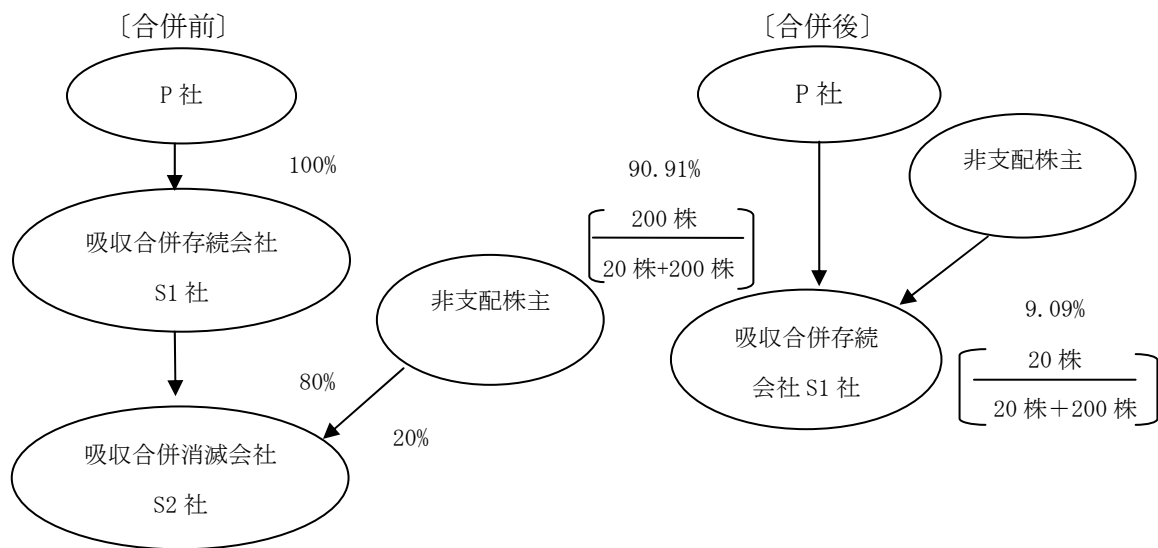 〔合併前〕
P 社
100%
吸収合併存続会社
S1 社
非支配株主
80%
20%
吸収合併消滅会社
S2 社
〔合併後〕
P 社
非支配株主
90.91%
200 株
20 株+200 株
吸収合併存続
会社 S1 社
9.09%
20 株
20 株+200 株